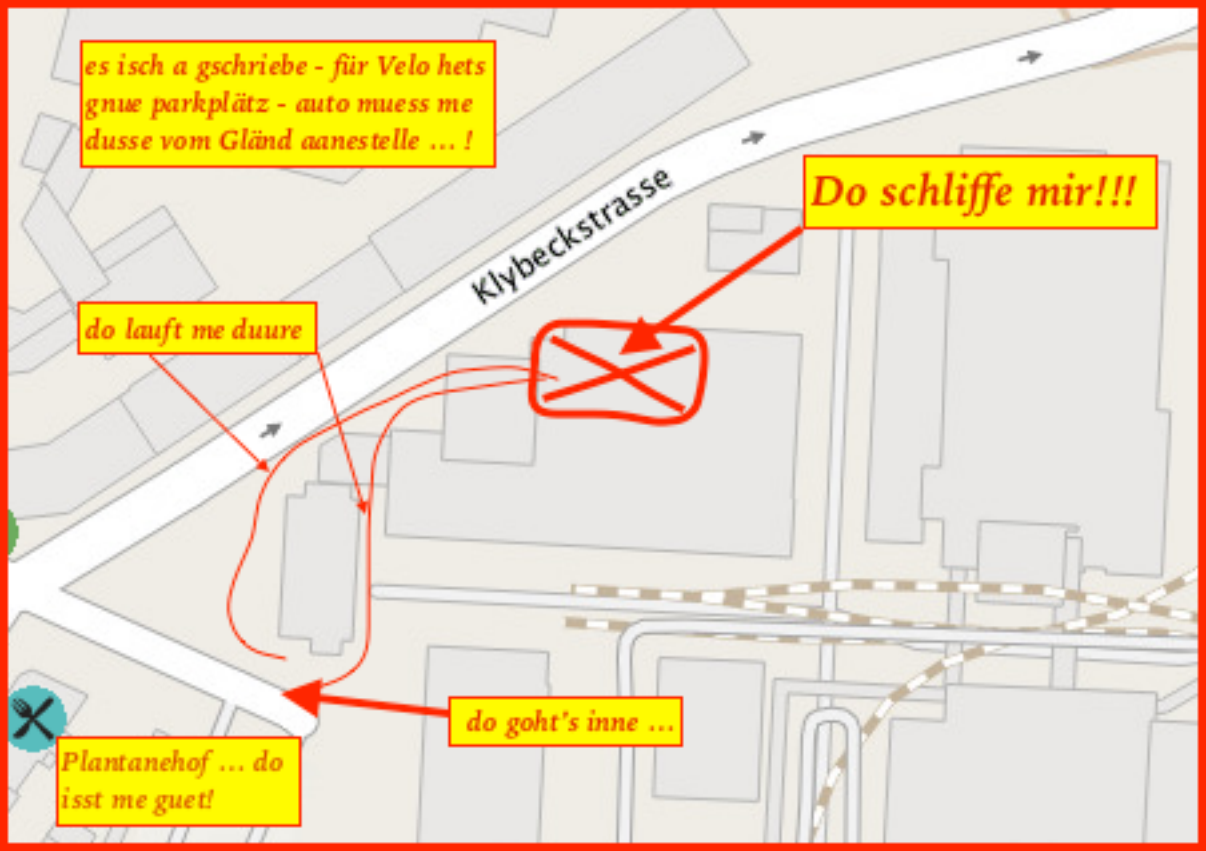 es isch a gschriebe - für Velo hets
gnue parkplätz - auto muess me
dusse vom Gländ aanestelle ... !
Do schliffe mir!!!
Klybeckstrasse
do lauft me duure
do goht's inne ...
Plantanehof ... do
isst me guet!